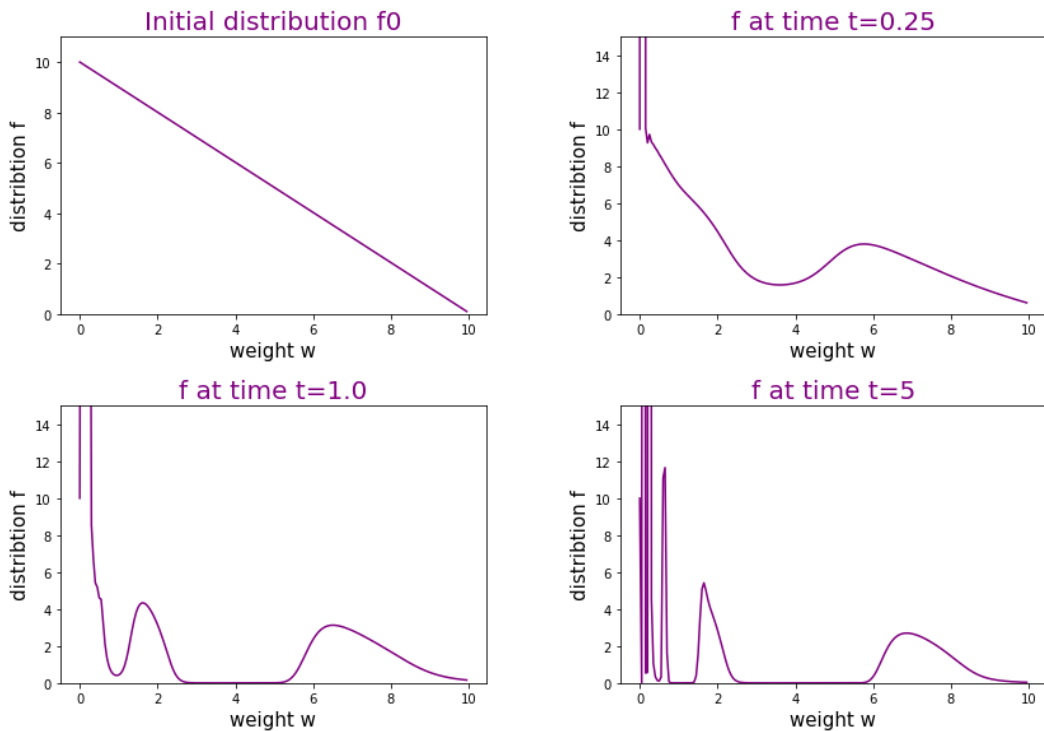 Initial distribution f0
distribtion f
10
8
6
4
2
0
0 2 4 6 8 10
weight w
f at time t=0.25
distribtion f
14
12
10
8
6
4
2
0
0 2 4 6 8 10
weight w
f at time t=1.0
distribtion f
14
12
10
8
6
4
2
0
0 2 4 6 8 10
weight w
f at time t=5
distribtion f
14
12
10
8
6
4
2
0
0 2 4 6 8 10
weight w